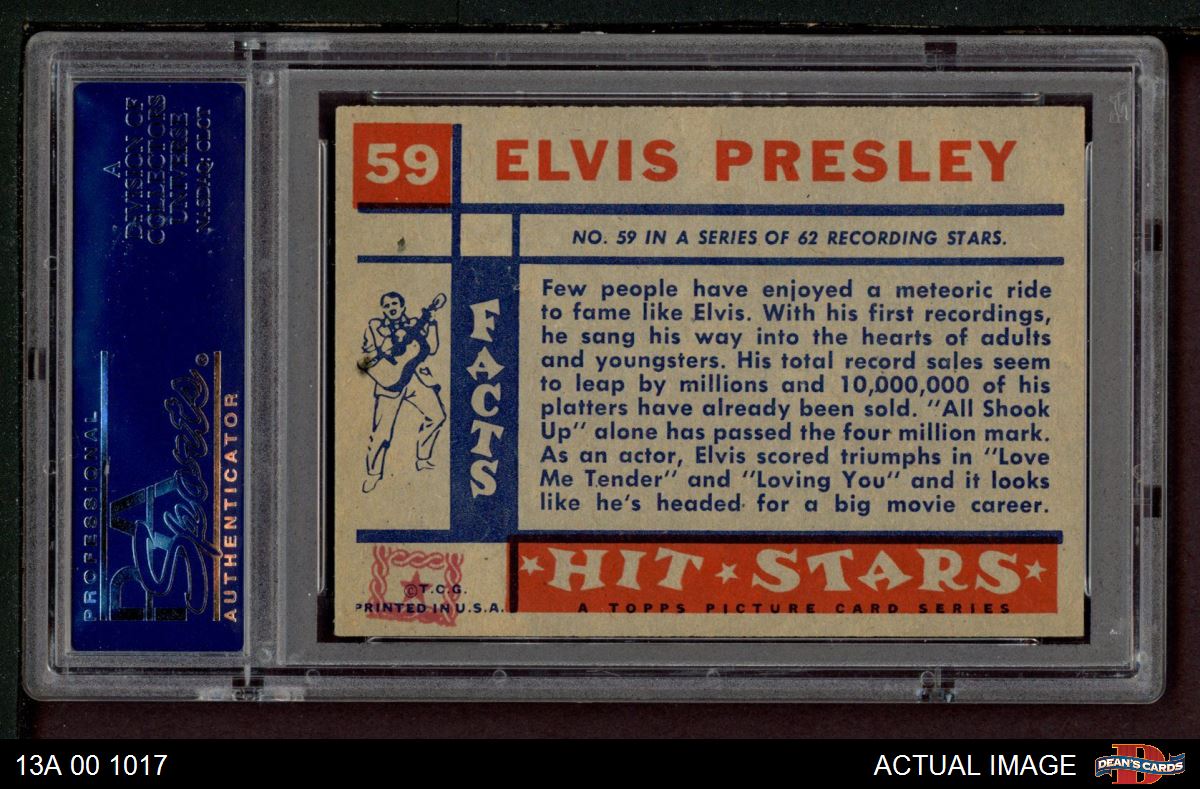 A
DIVISION OF
COLLECTORS
UNIVERSE
NASDAQ: CLCT
PROFESSIONAL
PSA
Sports
AUTHENTICATOR
59
ELVIS PRESLEY
NO. 59 IN A SERIES OF 62 RECORDING STARS.
FACTS
Few people have enjoyed a meteoric ride
to fame like Elvis. With his first recordings,
he sang his way into the hearts of adults
and youngsters. His total record sales seem
to leap by millions and 10,000,000 of his
platters have already been sold. "All Shook
Up" alone has passed the four million mark.
As an actor, Elvis scored triumphs in "Love
Me Tender" and "Loving You" and it looks
like he's headed for a big movie career.
©T.C.G.
PRINTED IN U.S.A.
HIT STARS
A TOPPS PICTURE CARD SERIES
13A 00 1017
ACTUAL IMAGE
DEAN'S CARDS